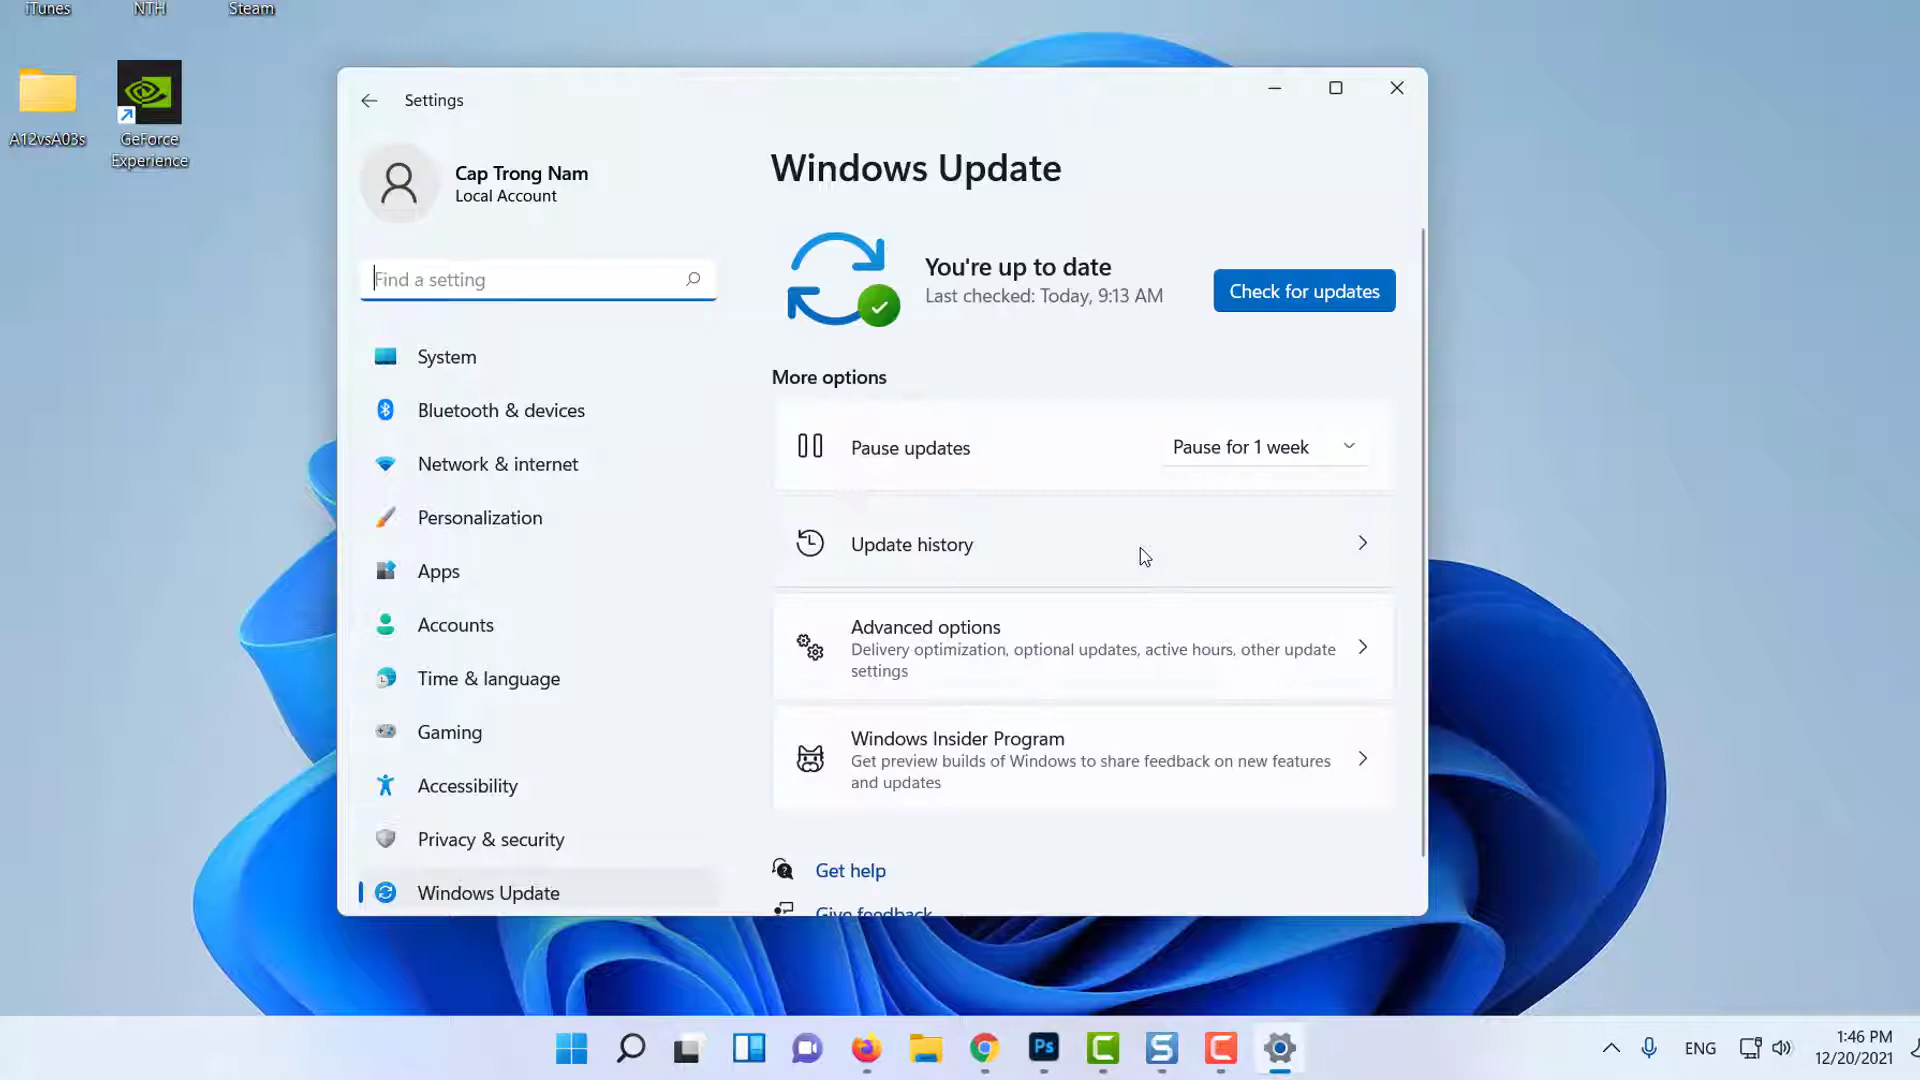 iTunes
NTH
Steam
A12vsA03s
GeForce
Experience
Settings
Cap Trong Nam
Local Account
Find a setting
System
Bluetooth & devices
Network & internet
Personalization
Apps
Accounts
Time & language
Gaming
Accessibility
Privacy & security
Windows Update
Windows Update
You're up to date
Last checked: Today, 9:13 AM
Check for updates
More options
Pause updates
Pause for 1 week
Update history
Advanced options
Delivery optimization, optional updates, active hours, other update
settings
Windows Insider Program
Get preview builds of Windows to share feedback on new features
and updates
Get help
Give feedback
Ps
C
S
C
ENG
1:46 PM
12/20/2021